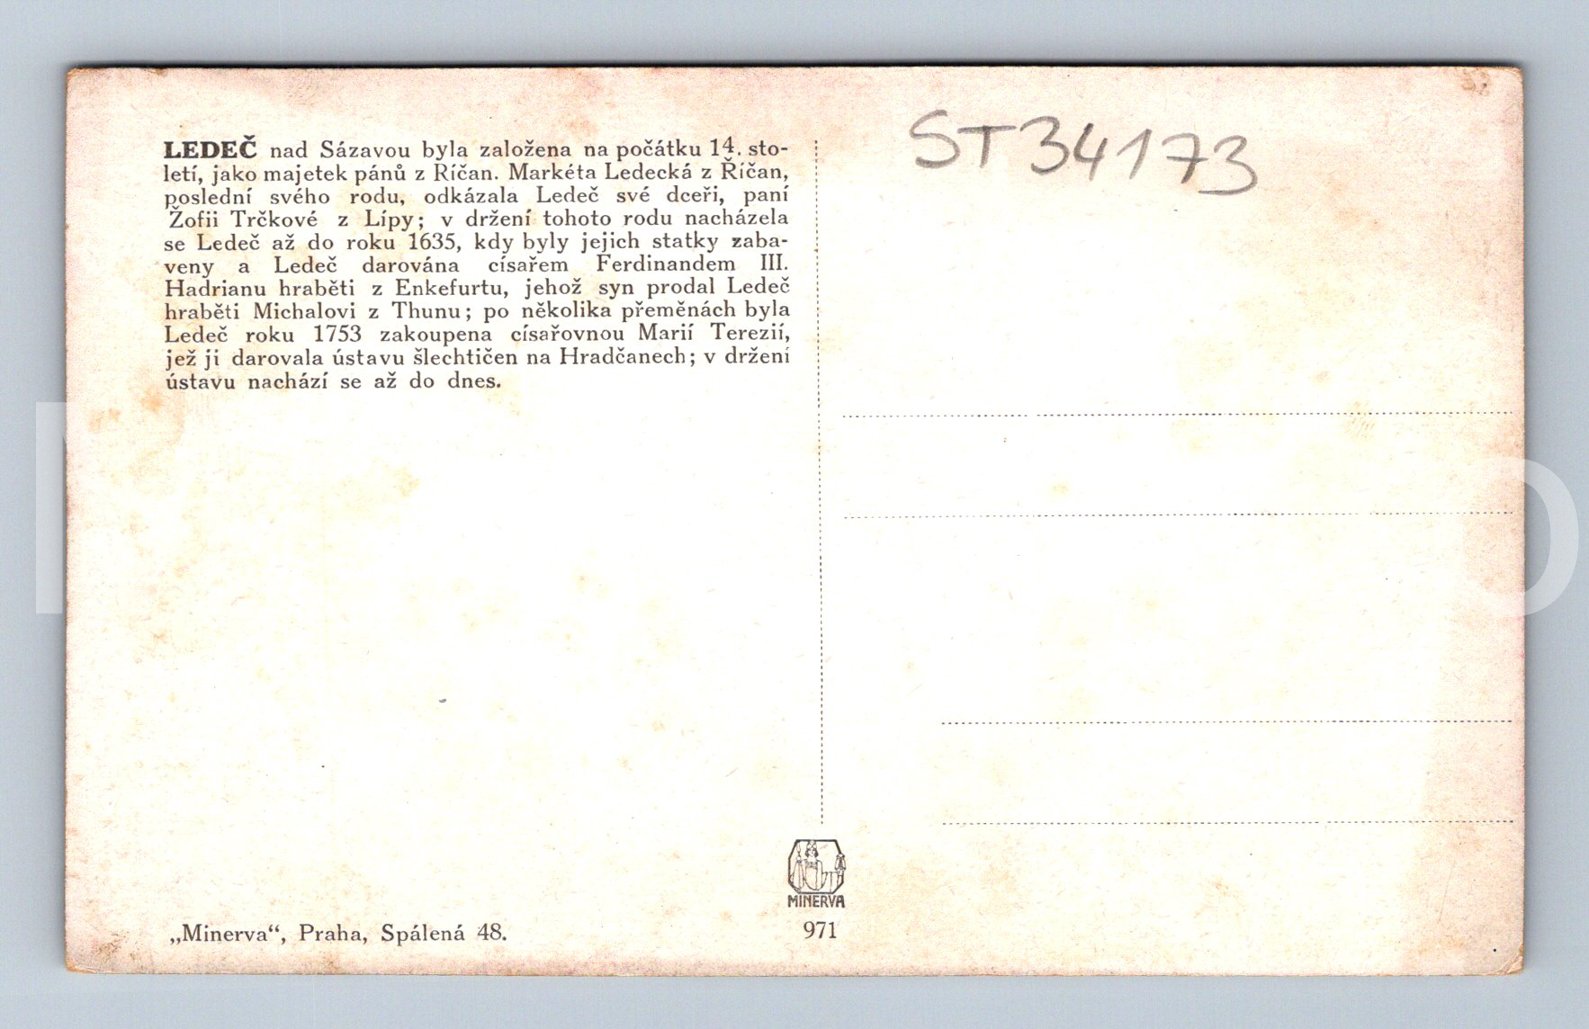 LEDEČ nad Sázavou byla založena na počátku 14. sto-
letí, jako majetek pánů z Ríčan. Markéta Ledecká z Říčan,
poslední svého rodu, odkázala Ledeč své dceři, paní
Žofii Trčkové z Lípy; v držení tohoto rodu nacházela
se Ledeč až do roku 1635, kdy byly jejich statky zaba-
veny a Ledeč darována císařem Ferdinandem III.
Hadrianu hraběti z Enkefurtu, jehož syn prodal Ledeč
hraběti Michalovi z Thunu; po několika přeměnách byla
Ledeč roku 1753 zakoupena císařovnou Marií Terezií,
jež ji darovala ústavu šlechtičen na Hradčanech; v držení
ústavu nachází se až do dnes.
„Minerva“, Praha, Spálená 48.
MINERVA
971
ST34173